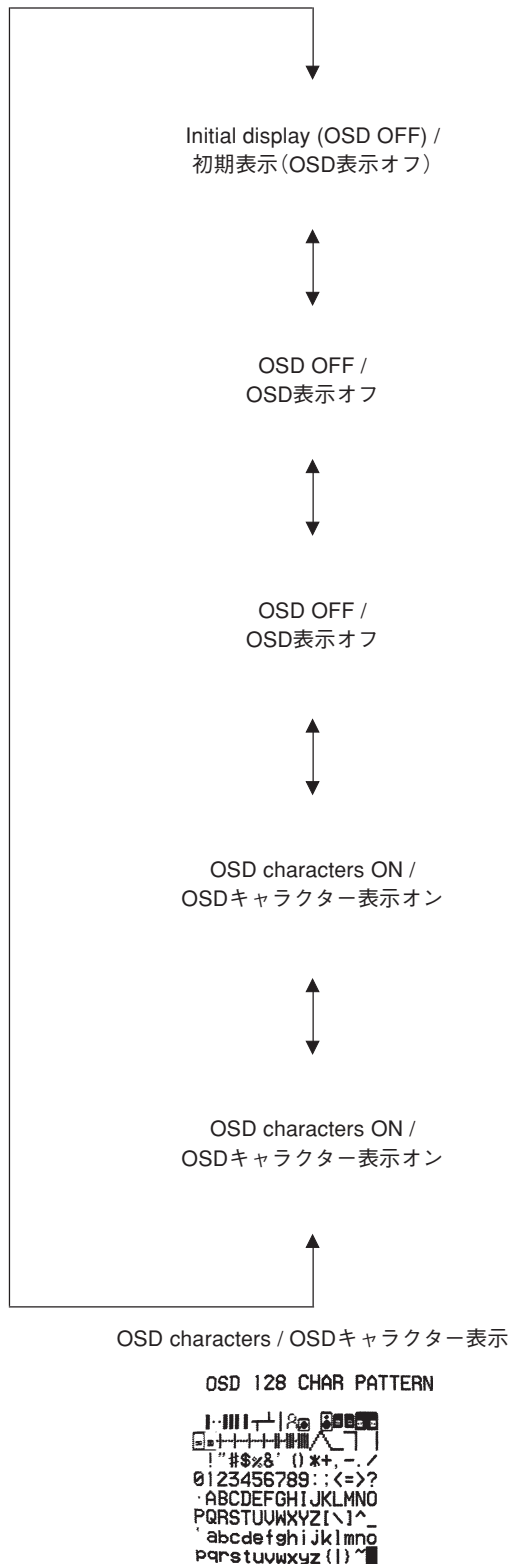 Initial display (OSD OFF) /
初期表示(OSD表示オフ)
OSD OFF /
OSD表示オフ
OSD OFF /
OSD表示オフ
OSD characters ON /
OSDキャラクター表示オン
OSD characters ON /
OSDキャラクター表示オン
OSD characters / OSDキャラクター表示
OSD 128 CHAR PATTERN
!"#$%&'()*+,-./
0123456789:;<=>?
·ABCDEFGHIJKLMNO
PQRSTUVWXYZ[\]^_
`abcdefghijklmno
pqrstuvwxyz{|}~█